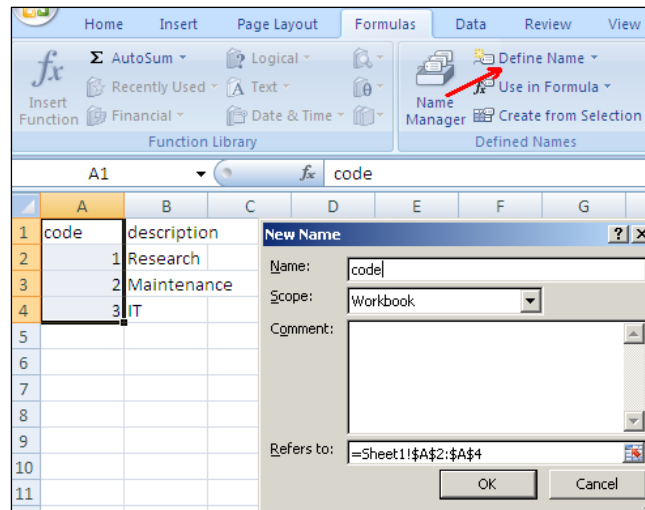 Home Insert Page Layout Formulas Data Review View
fx Σ AutoSum Logical Define Name
Recently Used A Text θ fx Use in Formula
Insert Function Financial Date & Time Name Manager Create from Selection
Function Library Defined Names
A1 fx code
A B C D E F G
1 code description
2 1 Research
3 2 Maintenance
4 3 IT
5
6
7
8
9
10
11
New Name ? X
Name: code
Scope: Workbook
Comment:
Refers to: =Sheet1!$A$2:$A$4
OK Cancel